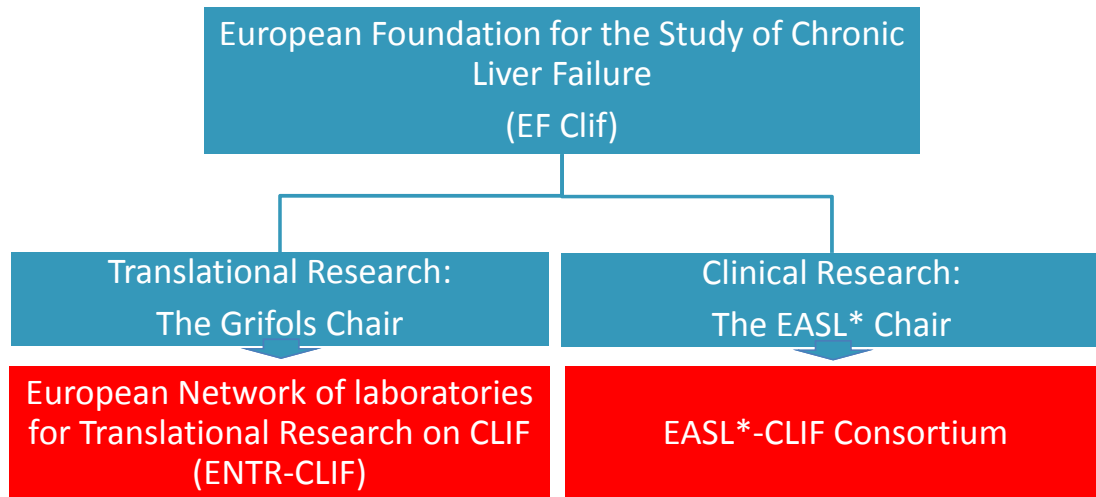 European Foundation for the Study of Chronic
Liver Failure
(EF Clif)
Translational Research:
The Grifols Chair
Clinical Research:
The EASL* Chair
European Network of laboratories
for Translational Research on CLIF
(ENTR-CLIF)
EASL*-CLIF Consortium